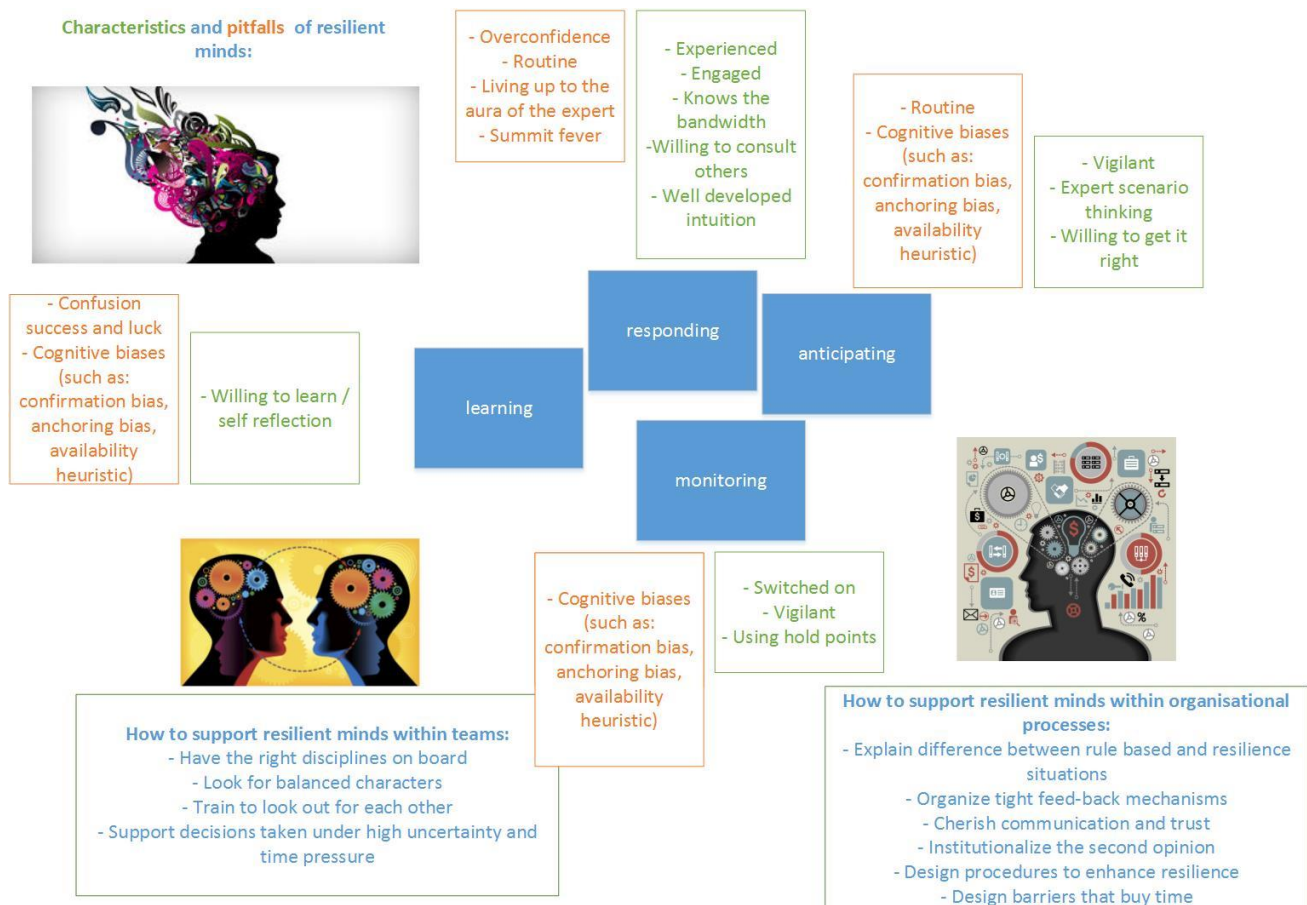 Characteristics and pitfalls of resilient
minds:
- Overconfidence
- Routine
- Living up to the
aura of the expert
- Summit fever
- Experienced
- Engaged
- Knows the
bandwidth
-Willing to consult
others
- Well developed
intuition
- Routine
- Cognitive biases
(such as:
confirmation bias,
anchoring bias,
availability
heuristic)
- Vigilant
- Expert scenario
thinking
- Willing to get it
right
- Confusion
success and luck
- Cognitive biases
(such as:
confirmation bias,
anchoring bias,
availability
heuristic)
- Willing to learn /
self reflection
learning
responding
anticipating
monitoring
- Cognitive biases
(such as:
confirmation bias,
anchoring bias,
availability
heuristic)
- Switched on
- Vigilant
- Using hold points
How to support resilient minds within teams:
- Have the right disciplines on board
- Look for balanced characters
- Train to look out for each other
- Support decisions taken under high uncertainty and
time pressure
How to support resilient minds within organisational
processes:
- Explain difference between rule based and resilience
situations
- Organize tight feed-back mechanisms
- Cherish communication and trust
- Institutionalize the second opinion
- Design procedures to enhance resilience
- Design barriers that buy time